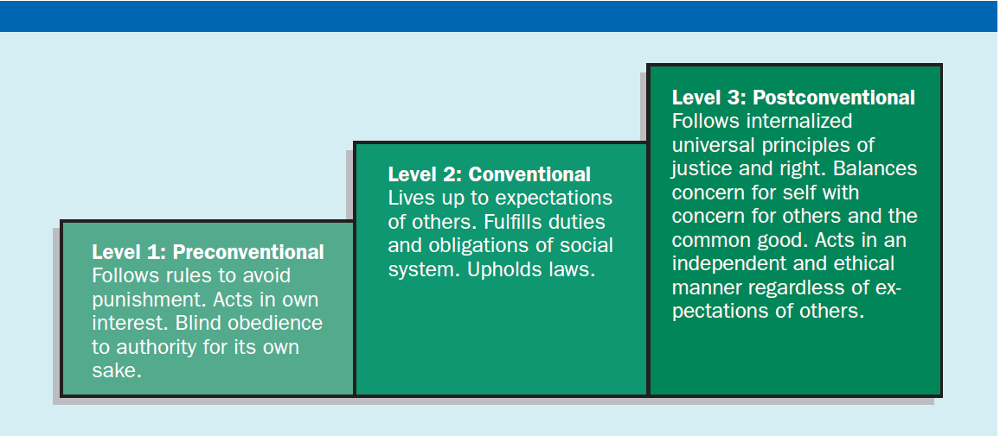 Level 1: Preconventional
Follows rules to avoid
punishment. Acts in own
interest. Blind obedience
to authority for its own
sake.
Level 2: Conventional
Lives up to expectations
of others. Fulfills duties
and obligations of social
system. Upholds laws.
Level 3: Postconventional
Follows internalized
universal principles of
justice and right. Balances
concern for self with
concern for others and the
common good. Acts in an
independent and ethical
manner regardless of ex-
pectations of others.